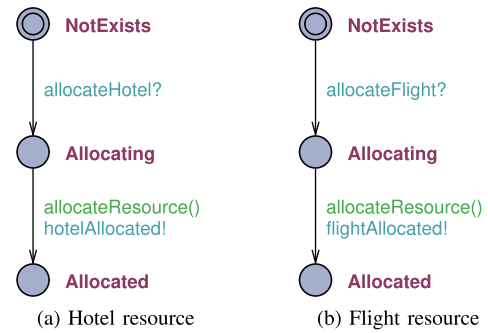 NotExists
allocateHotel?
Allocating
allocateResource()
hotelAllocated!
Allocated
(a) Hotel resource
NotExists
allocateFlight?
Allocating
allocateResource()
flightAllocated!
Allocated
(b) Flight resource